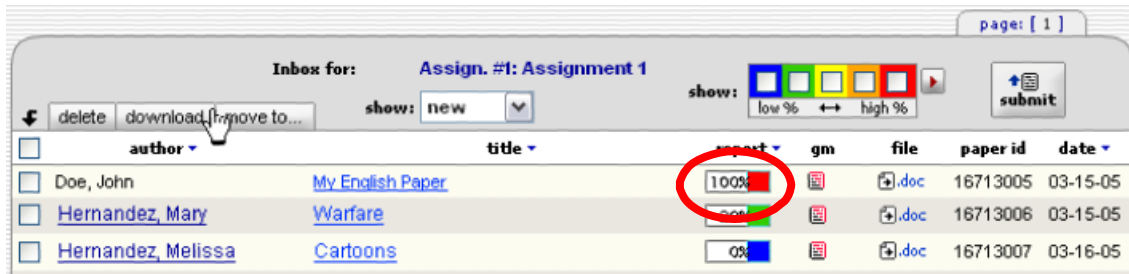 page: [ 1 ]
Inbox for: Assign. #1: Assignment 1
show: new show: low % ↔ high % submit
delete download move to...
author title report gm file paper id date
Doe, John My English Paper 100% .doc 16713005 03-15-05
Hernandez, Mary Warfare .doc 16713006 03-15-05
Hernandez, Melissa Cartoons 0% .doc 16713007 03-16-05